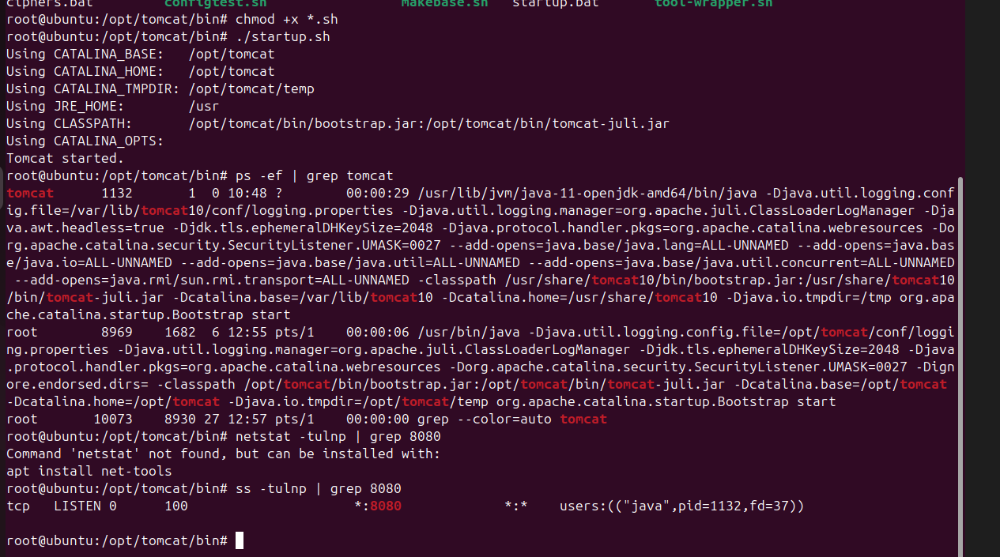 ciphers.bat configtest.sh makebase.sh startup.bat tool-wrapper.sh
root@ubuntu:/opt/tomcat/bin# chmod +x *.sh
root@ubuntu:/opt/tomcat/bin# ./startup.sh
Using CATALINA_BASE:   /opt/tomcat
Using CATALINA_HOME:   /opt/tomcat
Using CATALINA_TMPDIR: /opt/tomcat/temp
Using JRE_HOME:        /usr
Using CLASSPATH:       /opt/tomcat/bin/bootstrap.jar:/opt/tomcat/bin/tomcat-juli.jar
Using CATALINA_OPTS:
Tomcat started.
root@ubuntu:/opt/tomcat/bin# ps -ef | grep tomcat
tomcat      1132       1  0 10:48 ?        00:00:29 /usr/lib/jvm/java-11-openjdk-amd64/bin/java -Djava.util.logging.conf
ig.file=/var/lib/tomcat10/conf/logging.properties -Djava.util.logging.manager=org.apache.juli.ClassLoaderLogManager -Dja
va.awt.headless=true -Djdk.tls.ephemeralDHKeySize=2048 -Djava.protocol.handler.pkgs=org.apache.catalina.webresources -Do
rg.apache.catalina.security.SecurityListener.UMASK=0027 --add-opens=java.base/java.lang=ALL-UNNAMED --add-opens=java.bas
e/java.io=ALL-UNNAMED --add-opens=java.base/java.util=ALL-UNNAMED --add-opens=java.base/java.util.concurrent=ALL-UNNAMED
 --add-opens=java.rmi/sun.rmi.transport=ALL-UNNAMED -classpath /usr/share/tomcat10/bin/bootstrap.jar:/usr/share/tomcat10
/bin/tomcat-juli.jar -Dcatalina.base=/var/lib/tomcat10 -Dcatalina.home=/usr/share/tomcat10 -Djava.io.tmpdir=/tmp org.apa
che.catalina.startup.Bootstrap start
root        8969    1682  6 12:55 pts/1    00:00:06 /usr/bin/java -Djava.util.logging.config.file=/opt/tomcat/conf/loggi
ng.properties -Djava.util.logging.manager=org.apache.juli.ClassLoaderLogManager -Djdk.tls.ephemeralDHKeySize=2048 -Djava
.protocol.handler.pkgs=org.apache.catalina.webresources -Dorg.apache.catalina.security.SecurityListener.UMASK=0027 -Dign
ore.endorsed.dirs= -classpath /opt/tomcat/bin/bootstrap.jar:/opt/tomcat/bin/tomcat-juli.jar -Dcatalina.base=/opt/tomcat
-Dcatalina.home=/opt/tomcat -Djava.io.tmpdir=/opt/tomcat/temp org.apache.catalina.startup.Bootstrap start
root       10073    8930 27 12:57 pts/1    00:00:00 grep --color=auto tomcat
root@ubuntu:/opt/tomcat/bin# netstat -tulnp | grep 8080
Command 'netstat' not found, but can be installed with:
apt install net-tools
root@ubuntu:/opt/tomcat/bin# ss -tulnp | grep 8080
tcp   LISTEN 0      100                     *:8080             *:*    users:(("java",pid=1132,fd=37))
root@ubuntu:/opt/tomcat/bin#